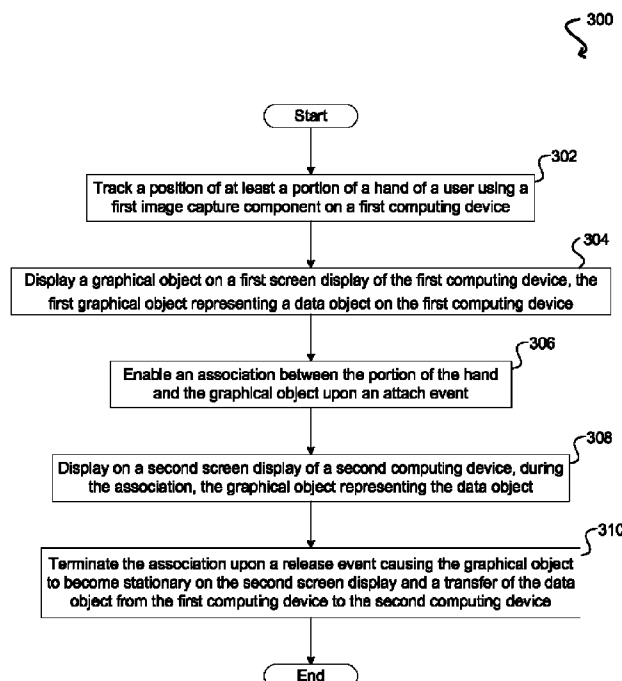 300
Start
302
Track a position of at least a portion of a hand of a user using a
first image capture component on a first computing device
304
Display a graphical object on a first screen display of the first computing device, the
first graphical object representing a data object on the first computing device
306
Enable an association between the portion of the hand
and the graphical object upon an attach event
308
Display on a second screen display of a second computing device, during
the association, the graphical object representing the data object
310
Terminate the association upon a release event causing the graphical object
to become stationary on the second screen display and a transfer of the data
object from the first computing device to the second computing device
End